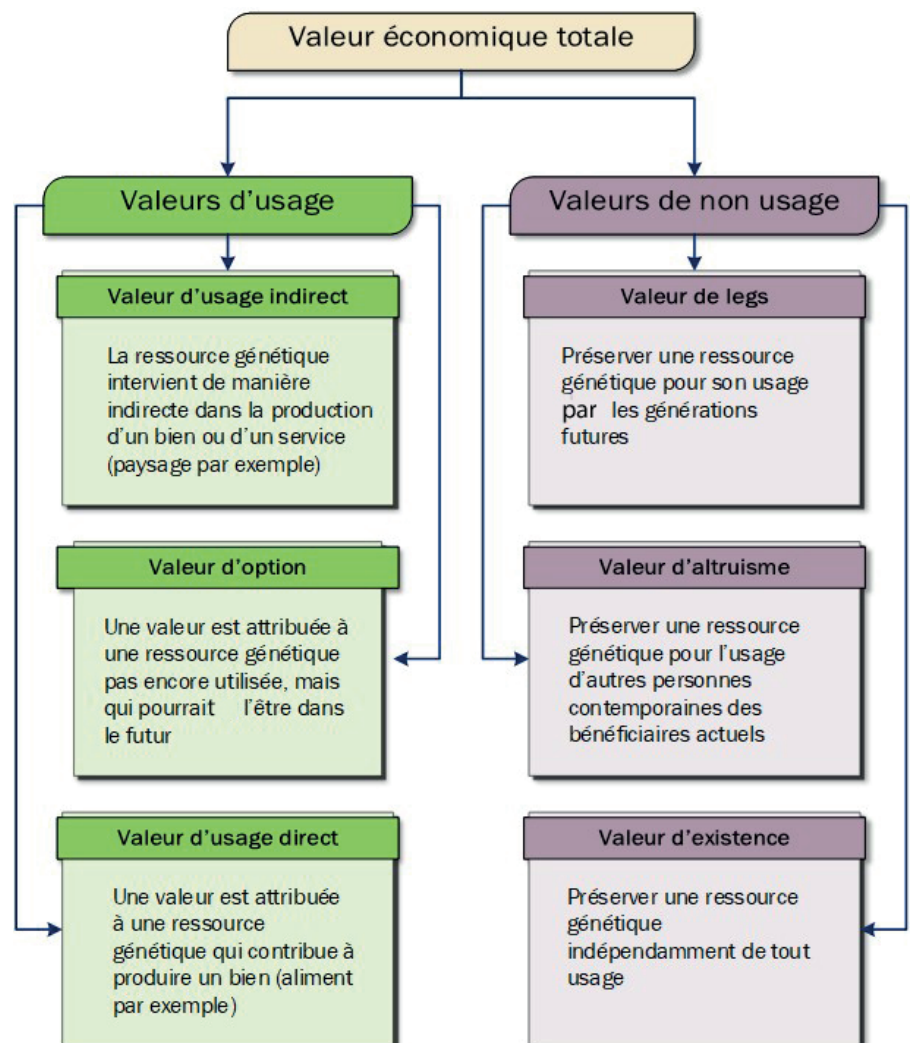 Valeur économique totale
Valeurs d'usage
Valeur d'usage indirect
La ressource génétique
intervient de manière
indirecte dans la production
d'un bien ou d'un service
(paysage par exemple)
Valeur d'option
Une valeur est attribuée à
une ressource génétique
pas encore utilisée, mais
qui pourrait l'être dans
le futur
Valeur d'usage direct
Une valeur est attribuée
à une ressource
génétique qui contribue à
produire un bien (aliment
par exemple)
Valeurs de non usage
Valeur de legs
Préserver une ressource
génétique pour son usage
par les générations
futures
Valeur d'altruisme
Préserver une ressource
génétique pour l'usage
d'autres personnes
contemporaines des
bénéficiaires actuels
Valeur d'existence
Préserver une ressource
génétique
indépendamment de tout
usage